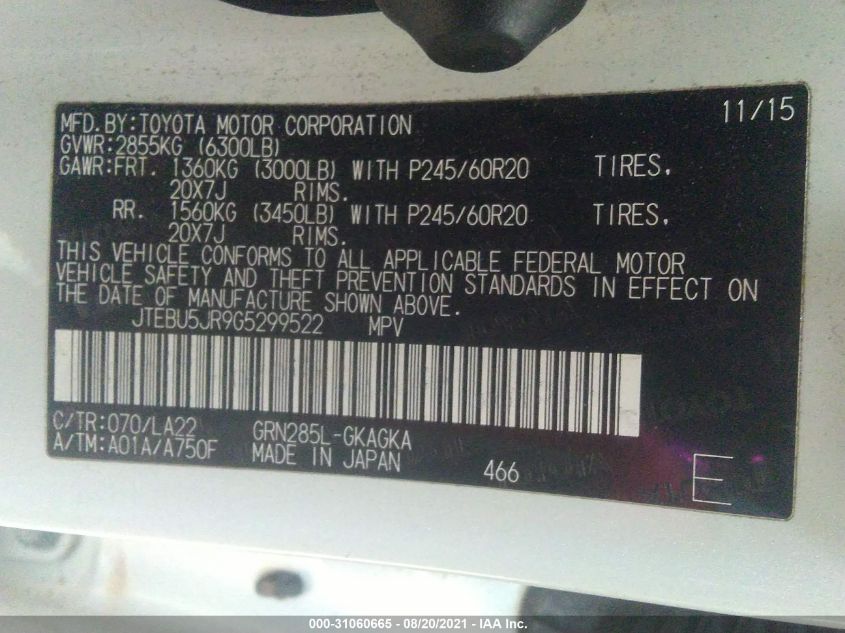 11/15
MFD.BY:TOYOTA MOTOR CORPORATION
GVWR:2855KG (6300LB)
GAWR:FRT. 1360KG (3000LB) WITH P245/60R20 TIRES,
20X7J RIMS.
RR. 1560KG (3450LB) WITH P245/60R20 TIRES,
20X7J RIMS.
THIS VEHICLE CONFORMS TO ALL APPLICABLE FEDERAL MOTOR
VEHICLE SAFETY AND THEFT PREVENTION STANDARDS IN EFFECT ON
THE DATE OF MANUFACTURE SHOWN ABOVE.
JTEBU5JR9G5299522 MPV
C/TR:070/LA22 GRN285L-GKAGKA
A/TM:A01A/A750F MADE IN JAPAN
466 E
000-31060665 - 08/20/2021 - IAA Inc.